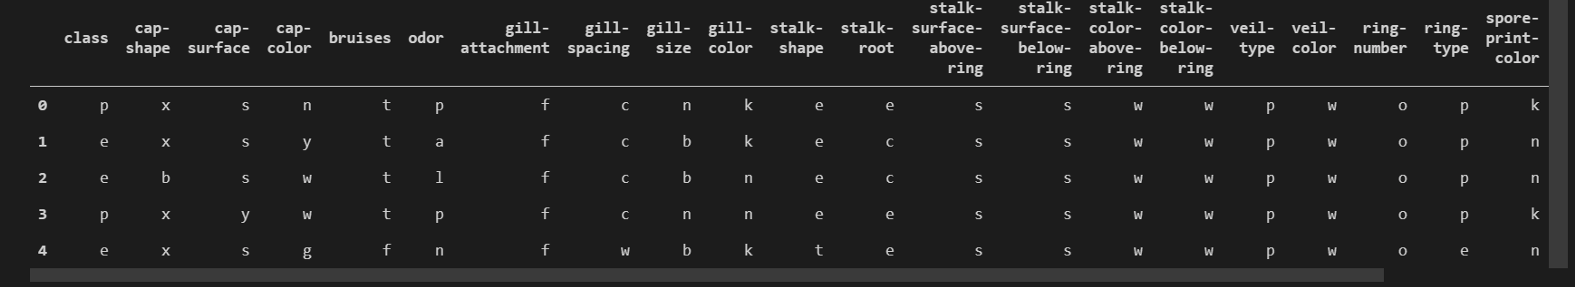 class cap-shape cap-surface cap-color bruises odor gill-attachment gill-spacing gill-size gill-color stalk-shape stalk-root stalk-surface-above-ring stalk-surface-below-ring stalk-color-above-ring stalk-color-below-ring veil-type veil-color ring-number ring-type spore-print-color
0 p x s n t p f c n k e e s s w w p w o p k
1 e x s y t a f c b k e c s s w w p w o p n
2 e b s w t l f c b n e c s s w w p w o p n
3 p x y w t p f c n n e e s s w w p w o p k
4 e x s g f n f w b k t e s s w w p w o e n